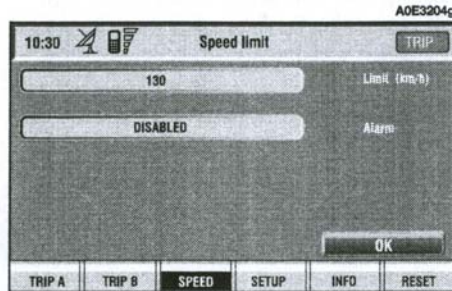 A0E3204g
10:30 Speed limit TRIP
130 Limit (km/h)
DISABLED Alarm
OK
TRIP A TRIP B SPEED SETUP INFO RESET